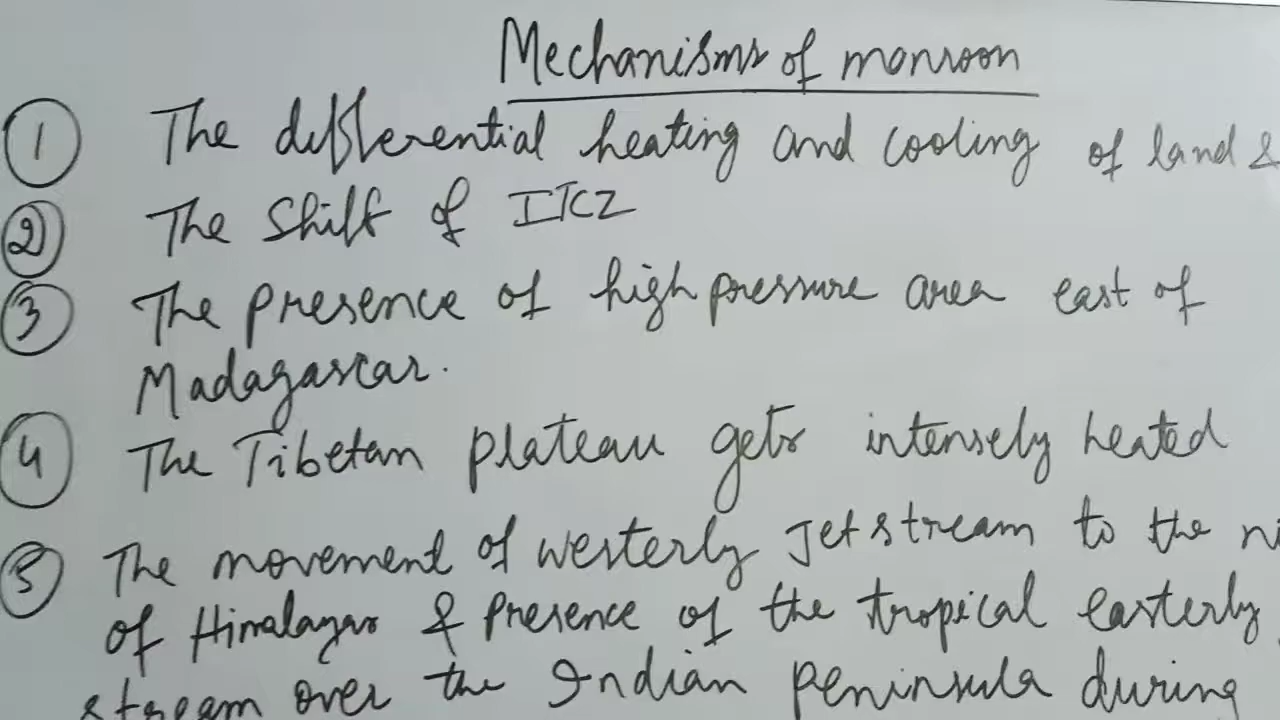 Mechanisms of monsoon
① The differential heating and cooling of land &
② The Shift of ITCZ
③ The presence of high pressure area east of
Madagascar.
④ The Tibetan plateau gets intensely heated
⑤ The movement of westerly Jet stream to the
of Himalayas & Presence of the tropical easterly
stream over the Indian peninsula during